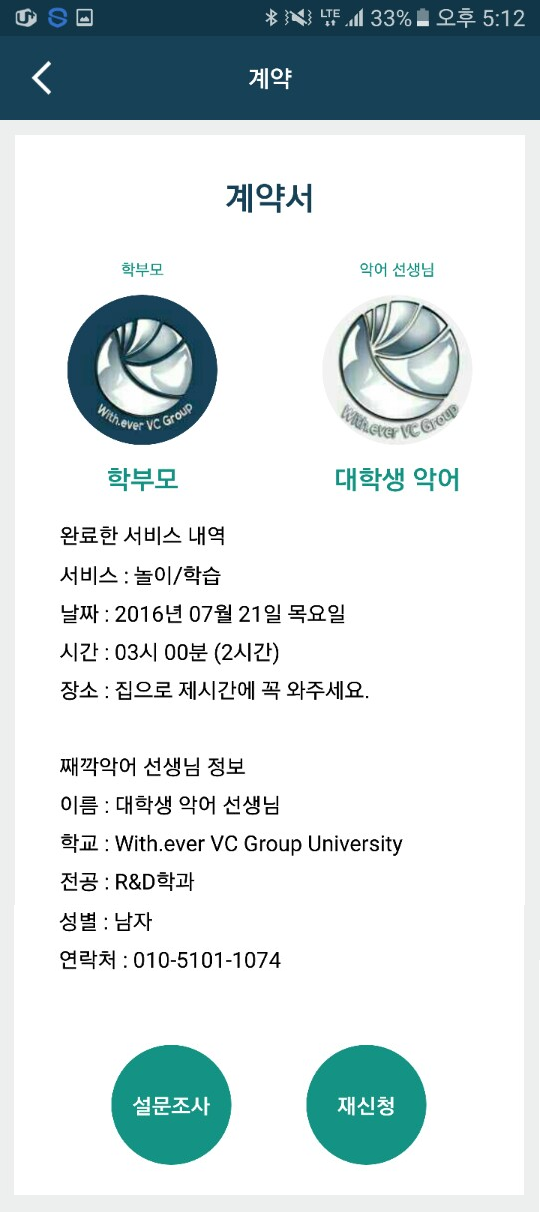 LTE 33% 오후 5:12
계약
계약서
학부모 악어 선생님
With.ever VC Group With.ever VC Group
학부모 대학생 악어
완료한 서비스 내역
서비스 : 놀이/학습
날짜 : 2016년 07월 21일 목요일
시간 : 03시 00분 (2시간)
장소 : 집으로 제시간에 꼭 와주세요.
째깍악어 선생님 정보
이름 : 대학생 악어 선생님
학교 : With.ever VC Group University
전공 : R&D학과
성별 : 남자
연락처 : 010-5101-1074
설문조사 재신청